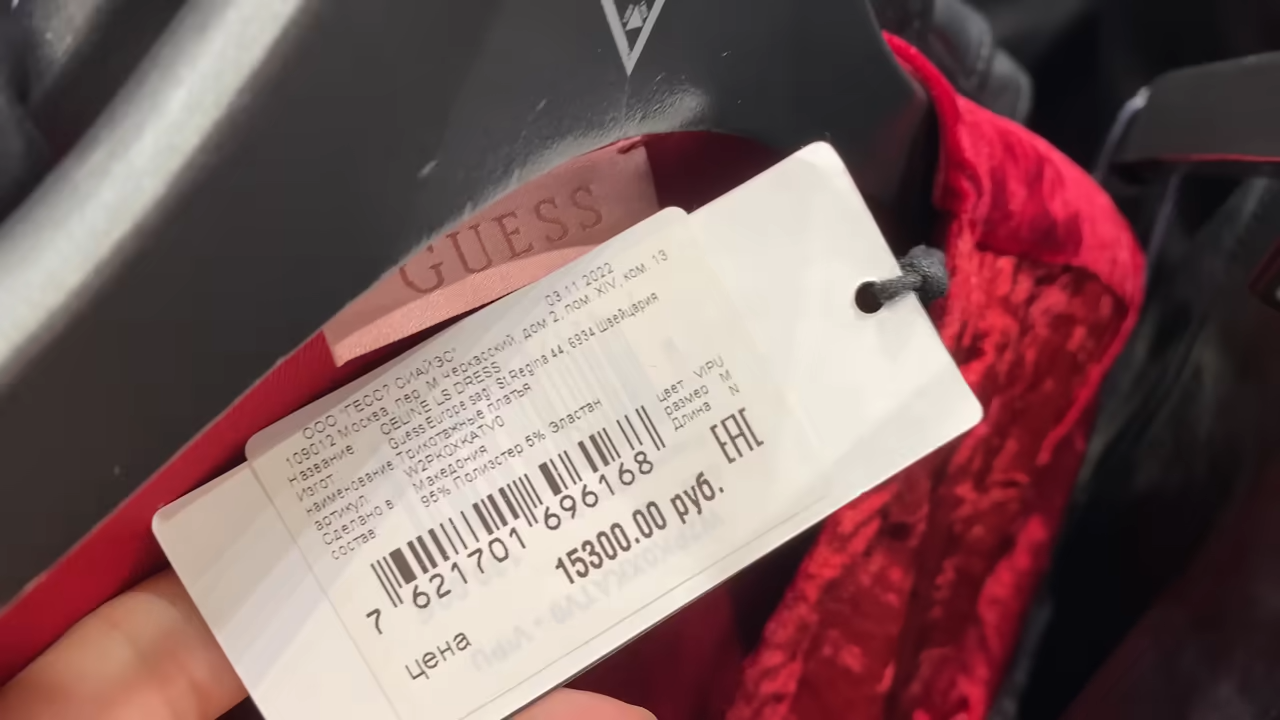 GUESS
03.11.2022
ООО "ТЕСС? СИАЙЭС"
109012 Москва, пер. М Черкасский, дом 2, пом. XIV, ком. 13
Название CELINE LS DRESS
Изгот. Guess Europe sagl Sl.Regina 44, 6934 Швейцария
наименование Трикотажные платья
артикул. W2PK0XKATV0
Сделано в Македония
состав: 95% Полиэстер 5% Эластан
цвет VIPU
размер M
Длина N
EAC
7 621701 696168
цена 15300.00 руб.